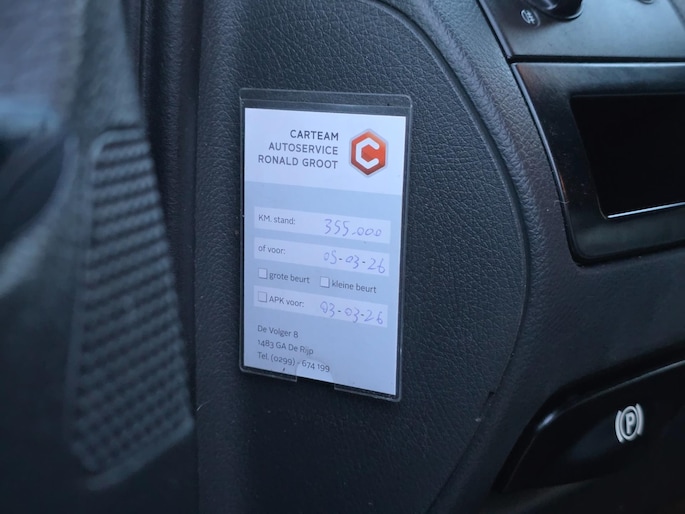 CARTEAM
AUTOSERVICE
RONALD GROOT
C
KM. stand: 355.000
of voor: 05-03-26
grote beurt kleine beurt
APK voor: 03-03-26
De Volger 8
1483 GA De Rijp
Tel. (0299) - 674 199
P